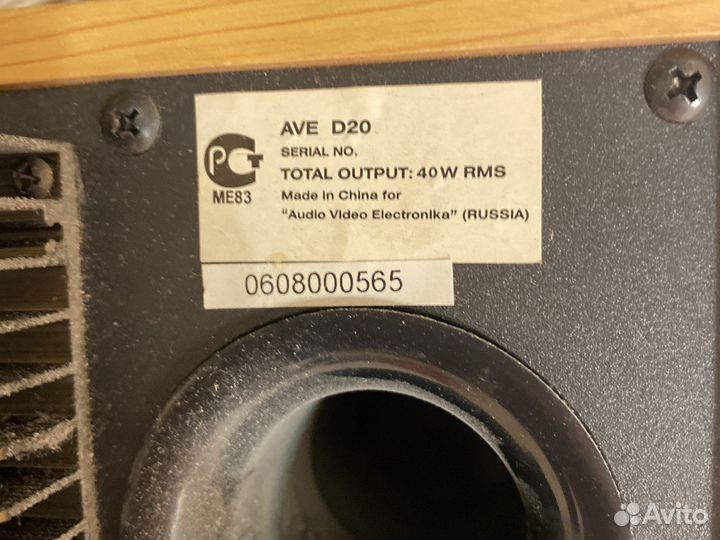 AVE D20
SERIAL NO.
TOTAL OUTPUT: 40W RMS
Made in China for
"Audio Video Electronika" (RUSSIA)
РСТ
ME83
0608000565
Avito